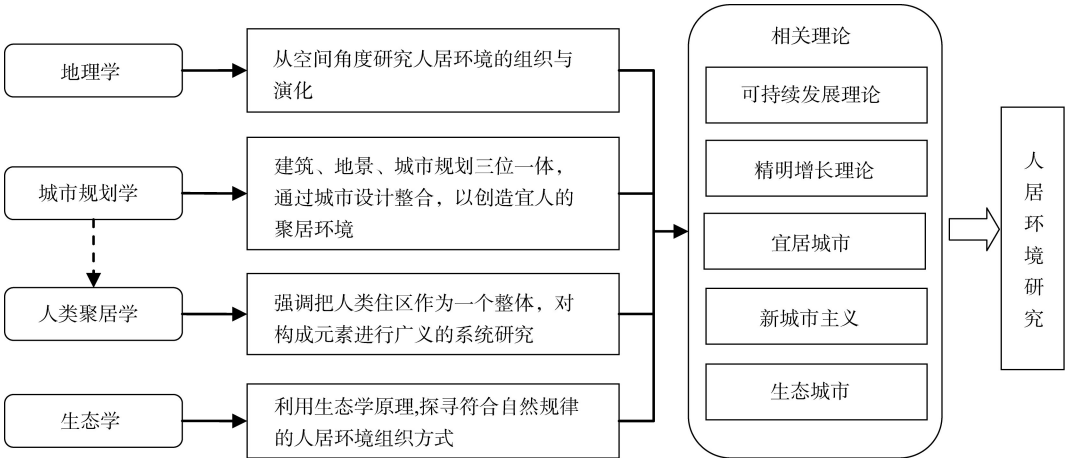 地理学
从空间角度研究人居环境的组织与
演化
城市规划学
建筑、地景、城市规划三位一体，
通过城市设计整合，以创造宜人的
聚居环境
人类聚居学
强调把人类住区作为一个整体，对
构成元素进行广义的系统研究
生态学
利用生态学原理,探寻符合自然规律
的人居环境组织方式
相关理论
可持续发展理论
精明增长理论
宜居城市
新城市主义
生态城市
人居环境研究